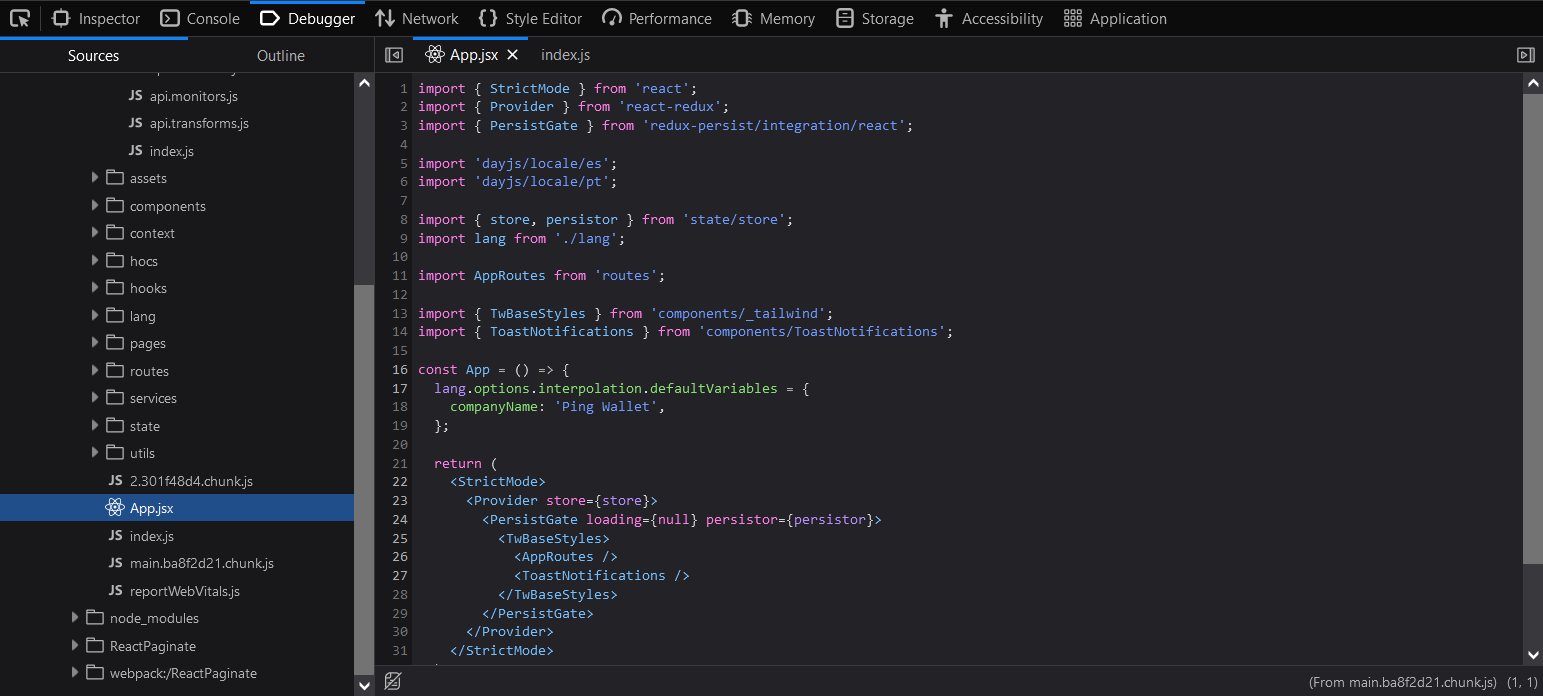 Inspector Console Debugger Network Style Editor Performance Memory Storage Accessibility Application
Sources Outline
JS api.monitors.js
JS api.transforms.js
JS index.js
assets
components
context
hocs
hooks
lang
pages
routes
services
state
utils
JS 2.301f48d4.chunk.js
App.jsx
JS index.js
JS main.ba8f2d21.chunk.js
JS reportWebVitals.js
node_modules
ReactPaginate
webpack:/ReactPaginate
App.jsx index.js
1 import { StrictMode } from 'react';
2 import { Provider } from 'react-redux';
3 import { PersistGate } from 'redux-persist/integration/react';
4
5 import 'dayjs/locale/es';
6 import 'dayjs/locale/pt';
7
8 import { store, persistor } from 'state/store';
9 import lang from './lang';
10
11 import AppRoutes from 'routes';
12
13 import { TwBaseStyles } from 'components/_tailwind';
14 import { ToastNotifications } from 'components/ToastNotifications';
15
16 const App = () => {
17 lang.options.interpolation.defaultVariables = {
18 companyName: 'Ping Wallet',
19 };
20
21 return (
22 <StrictMode>
23 <Provider store={store}>
24 <PersistGate loading={null} persistor={persistor}>
25 <TwBaseStyles>
26 <AppRoutes />
27 <ToastNotifications />
28 </TwBaseStyles>
29 </PersistGate>
30 </Provider>
31 </StrictMode>
(From main.ba8f2d21.chunk.js) (1, 1)